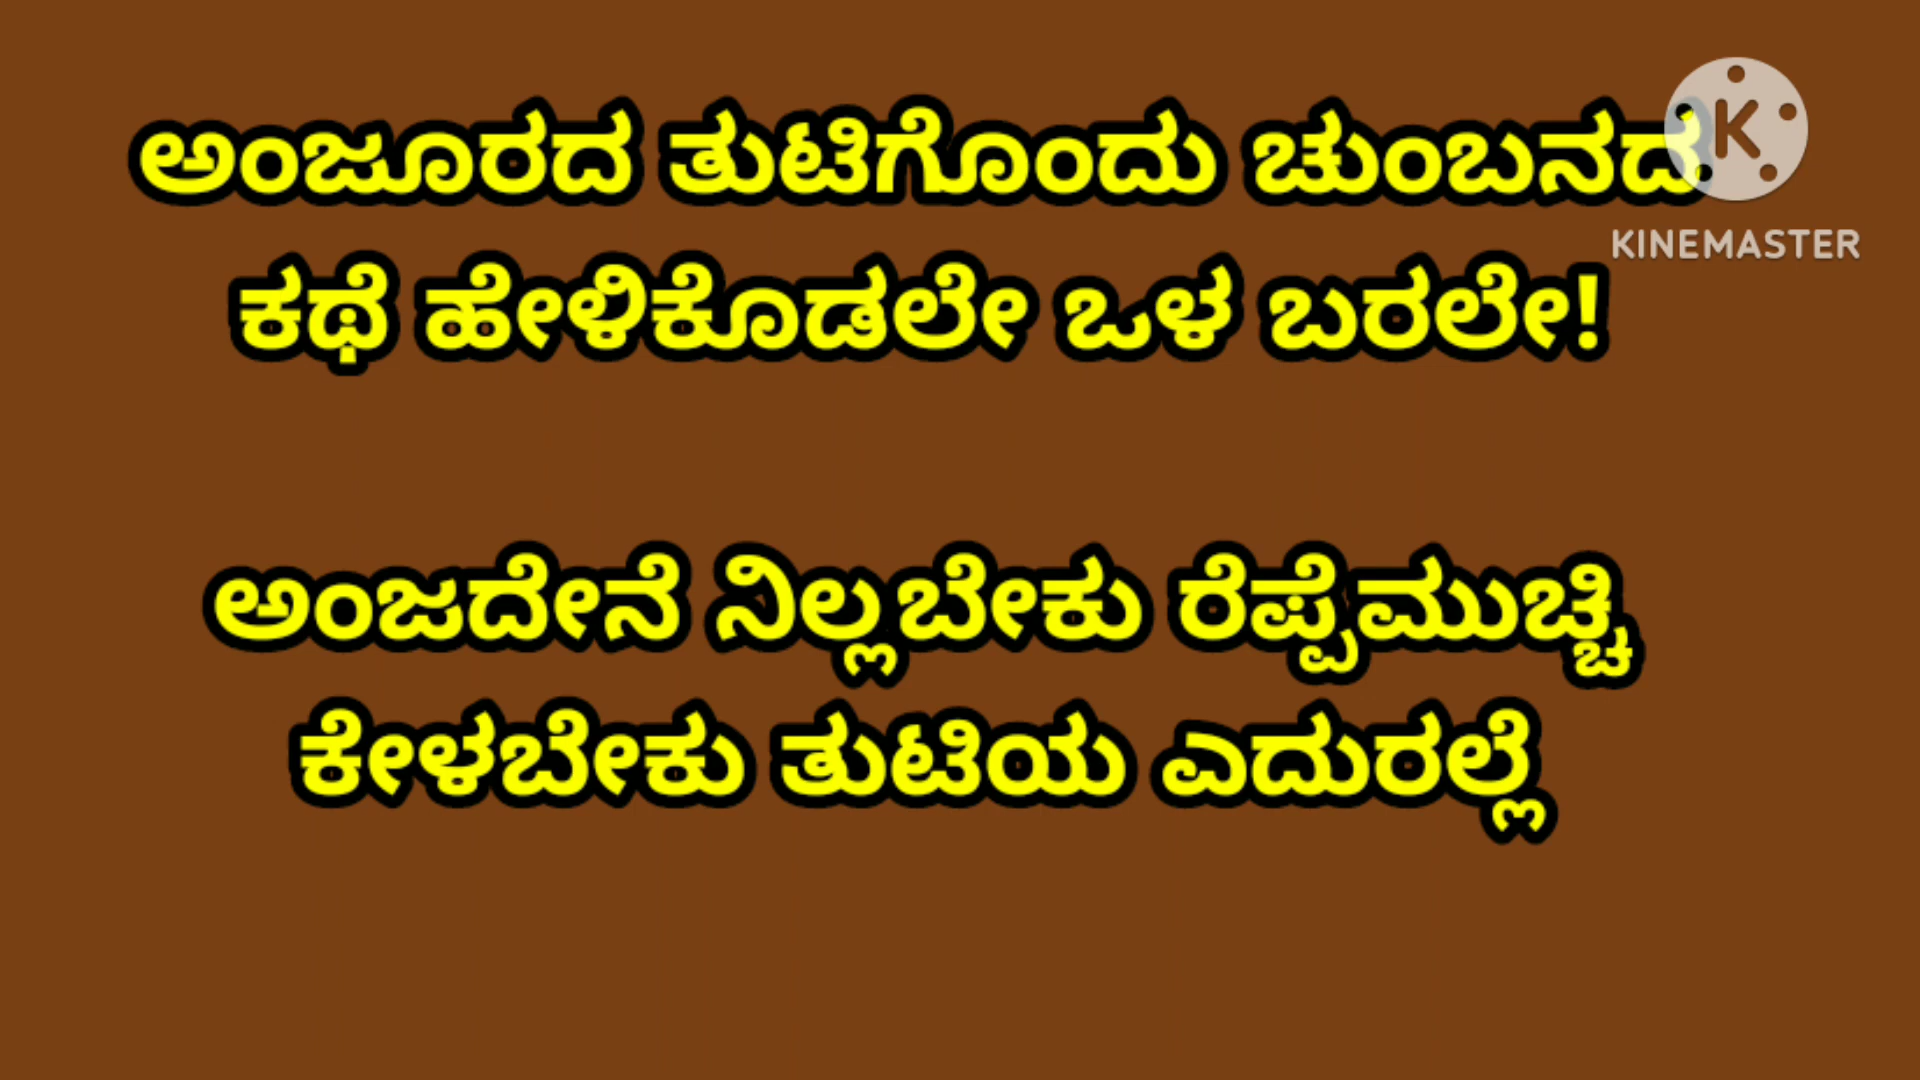 ಅಂಜೂರದ ತುಟಿಗೊಂದು ಚುಂಬನದ
ಕಥೆ ಹೇಳಿಕೊಡಲೇ ಒಳ ಬರಲೇ!
ಅಂಜದೇನೆ ನಿಲ್ಲಬೇಕು ರೆಪ್ಪೆಮುಚ್ಚಿ
ಕೇಳಬೇಕು ತುಟಿಯ ಎದುರಲ್ಲೆ
K
KINEMASTER